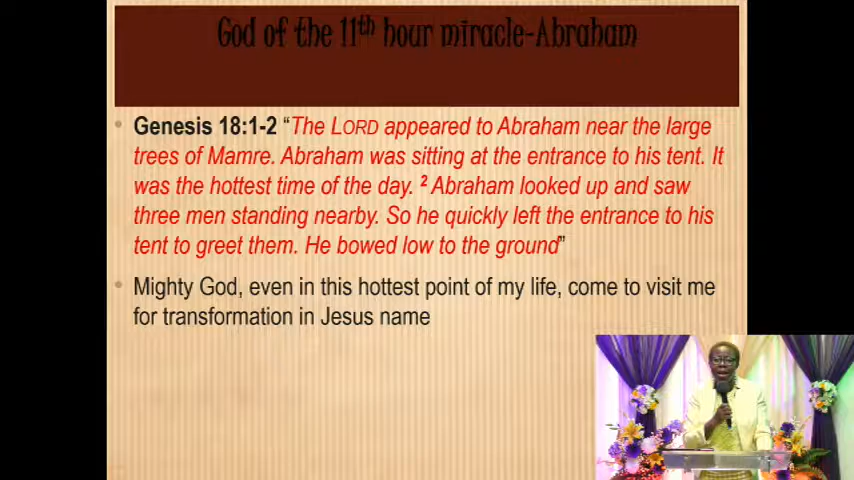 God of the 11th hour miracle-Abraham
• Genesis 18:1-2 “The LORD appeared to Abraham near the large
trees of Mamre. Abraham was sitting at the entrance to his tent. It
was the hottest time of the day. 2 Abraham looked up and saw
three men standing nearby. So he quickly left the entrance to his
tent to greet them. He bowed low to the ground”
• Mighty God, even in this hottest point of my life, come to visit me
for transformation in Jesus name